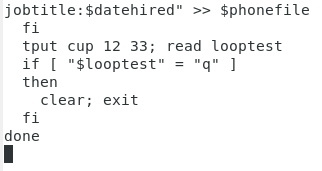 jobtitle:$datehired" >> $phonefile
  fi
  tput cup 12 33; read looptest
  if [ "$looptest" = "q" ]
  then
    clear; exit
  fi
done